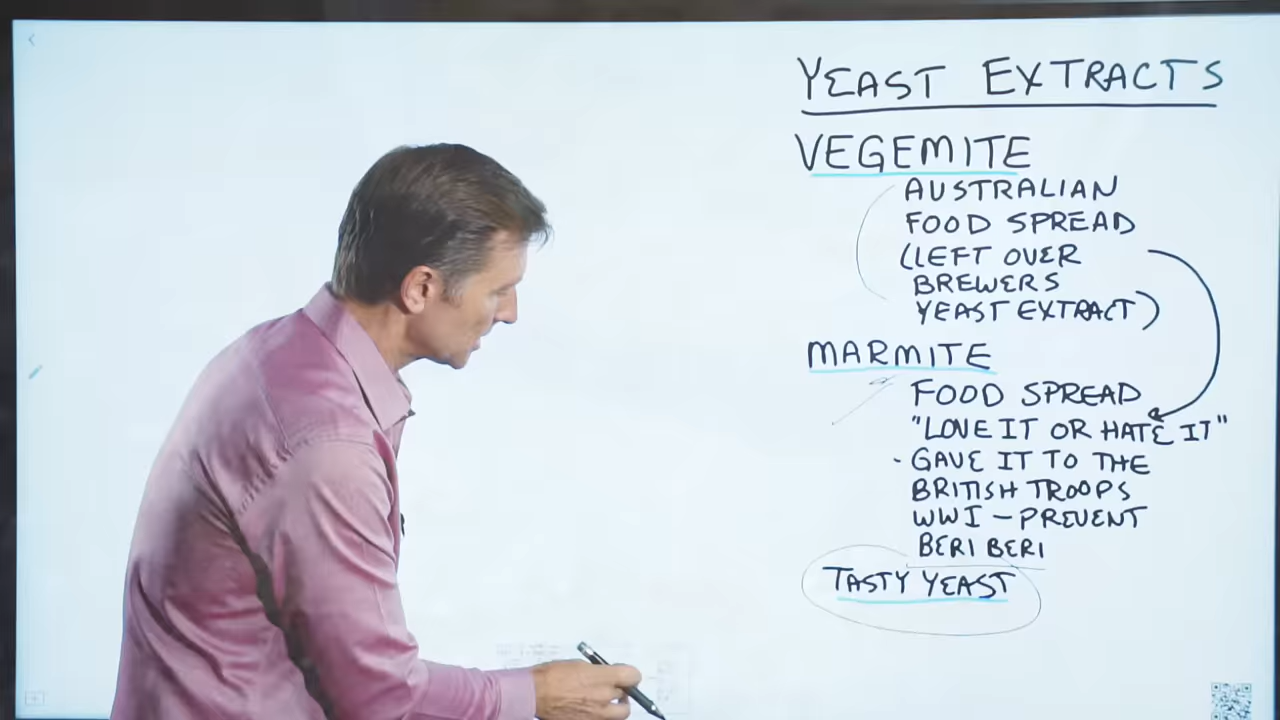 YEAST EXTRACTS
VEGEMITE
AUSTRALIAN
FOOD SPREAD
(LEFT OVER
BREWERS
YEAST EXTRACT)
MARMITE
FOOD SPREAD
"LOVE IT OR HATE IT"
- GAVE IT TO THE
BRITISH TROOPS
WWI - PREVENT
BERI BERI
TASTY YEAST